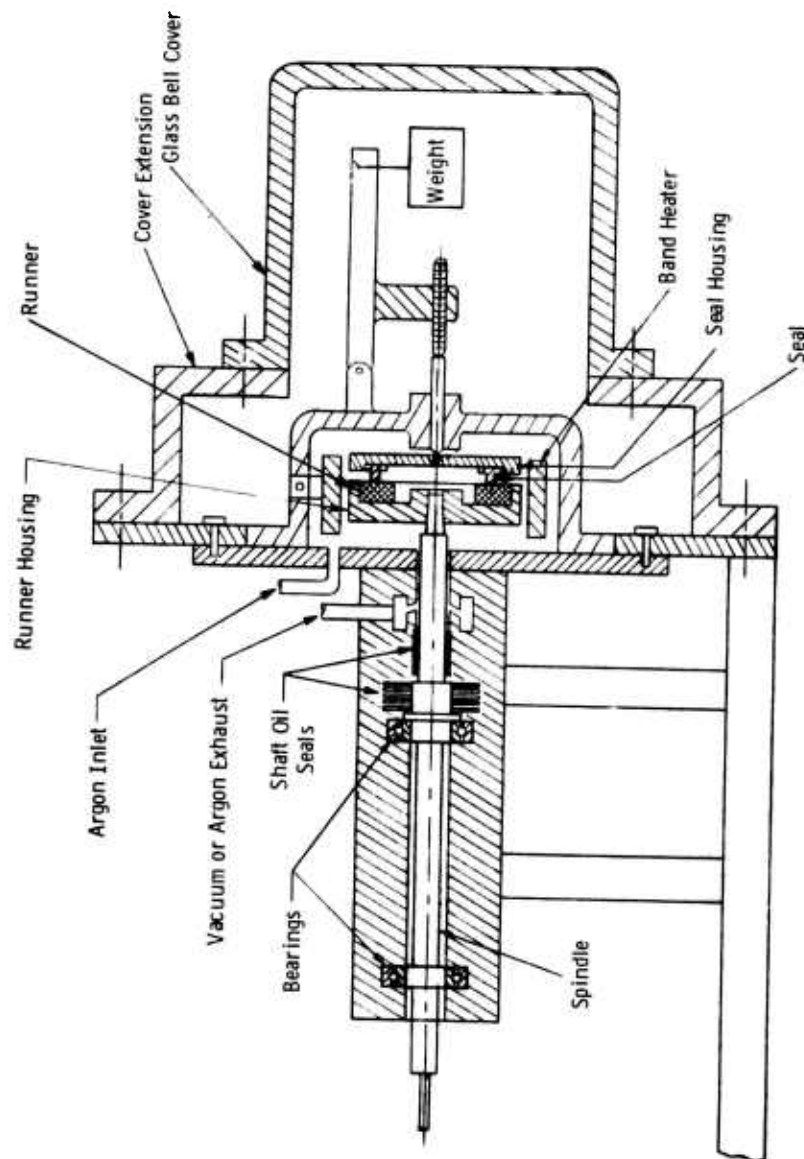 Runner Housing
Argon Inlet
Vacuum or Argon Exhaust
Shaft Oil
Seals
Bearings
Spindle
Runner
Cover Extension
Glass Bell Cover
Weight
Band Heater
Seal Housing
Seal